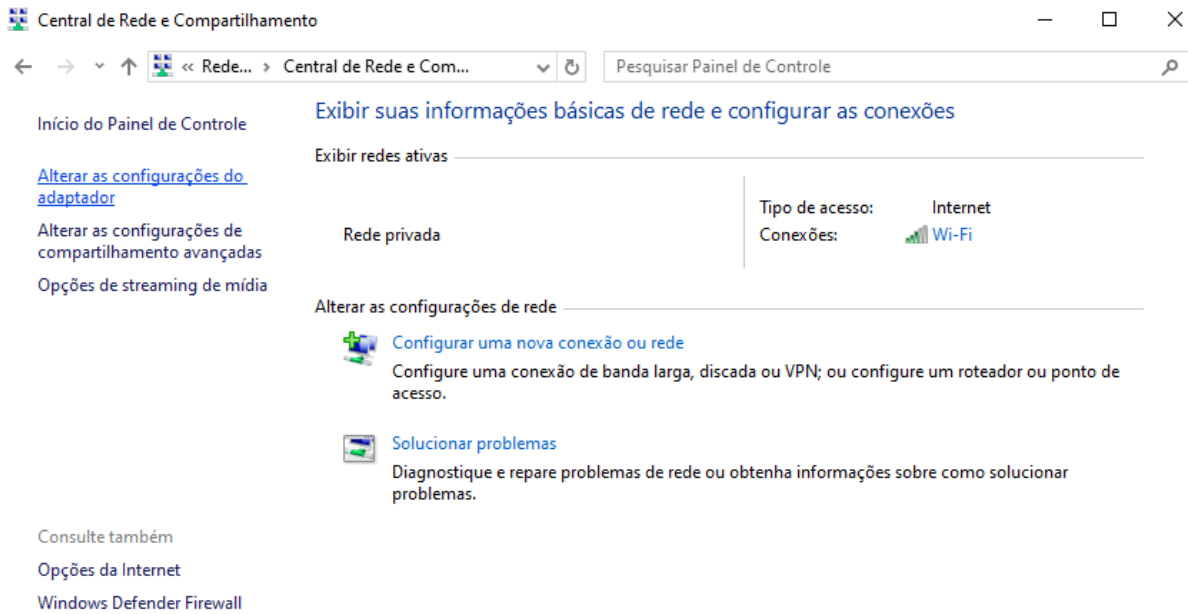 Central de Rede e Compartilhamento
« Rede... › Central de Rede e Com...
Pesquisar Painel de Controle
Início do Painel de Controle
Alterar as configurações do
adaptador
Alterar as configurações de
compartilhamento avançadas
Opções de streaming de mídia
Exibir suas informações básicas de rede e configurar as conexões
Exibir redes ativas
Rede privada
Tipo de acesso: Internet
Conexões: Wi-Fi
Alterar as configurações de rede
Configurar uma nova conexão ou rede
Configure uma conexão de banda larga, discada ou VPN; ou configure um roteador ou ponto de
acesso.
Solucionar problemas
Diagnostique e repare problemas de rede ou obtenha informações sobre como solucionar
problemas.
Consulte também
Opções da Internet
Windows Defender Firewall